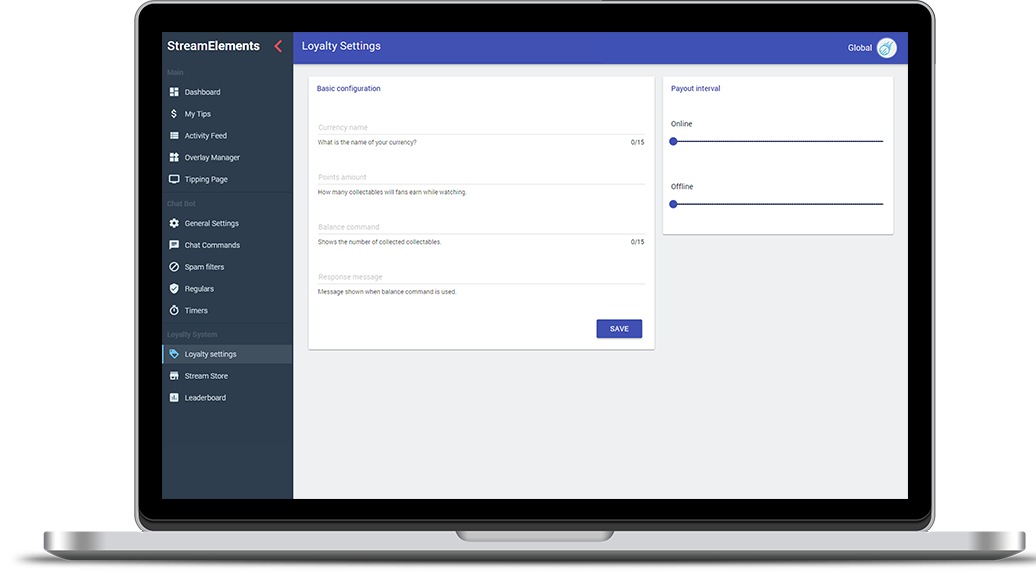 StreamElements
Loyalty Settings
Global
Main
Dashboard
My Tips
Activity Feed
Overlay Manager
Tipping Page
Chat Bot
General Settings
Chat Commands
Spam filters
Regulars
Timers
Loyalty System
Loyalty settings
Stream Store
Leaderboard
Basic configuration
Currency name
What is the name of your currency? 0/15
Points amount
How many collectables will fans earn while watching.
Balance command
Shows the number of collected collectables. 0/15
Response message
Message shown when balance command is used.
SAVE
Payout interval
Online
Offline